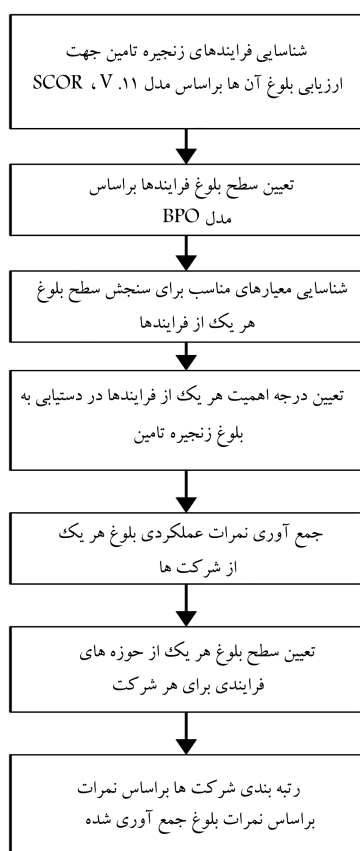 شناسایی فرایندهای زنجیره تامین جهت
ارزیابی بلوغ آن ها براساس مدل SCOR ، V .۱۱
تعیین سطح بلوغ فرایندها براساس
مدل BPO
شناسایی معیارهای مناسب برای سنجش سطح بلوغ
هر یک از فرایندها
تعیین درجه اهمیت هر یک از فرایندها در دستیابی به
بلوغ زنجیره تامین
جمع آوری نمرات عملکردی بلوغ هر یک
از شرکت ها
تعیین سطح بلوغ هر یک از حوزه های
فرایندی برای هر شرکت
رتبه بندی شرکت ها براساس نمرات
براساس نمرات بلوغ جمع آوری شده